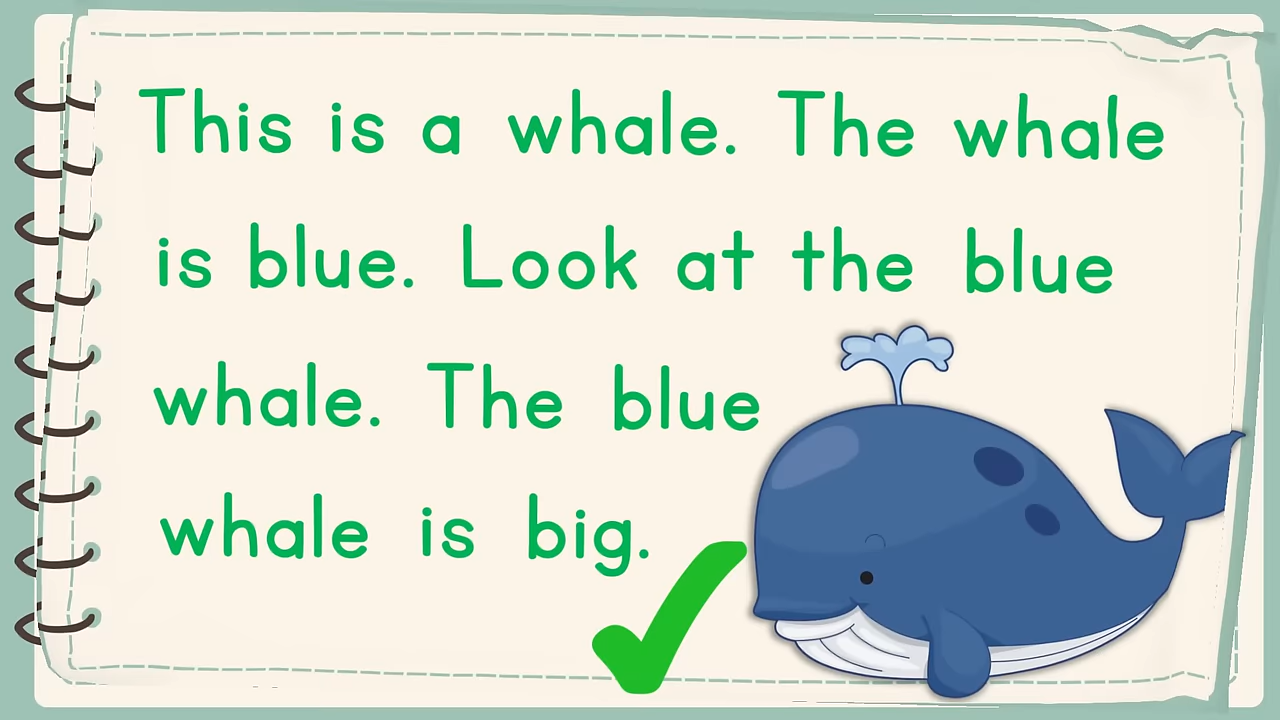 This is a whale. The whale
is blue. Look at the blue
whale. The blue
whale is big.